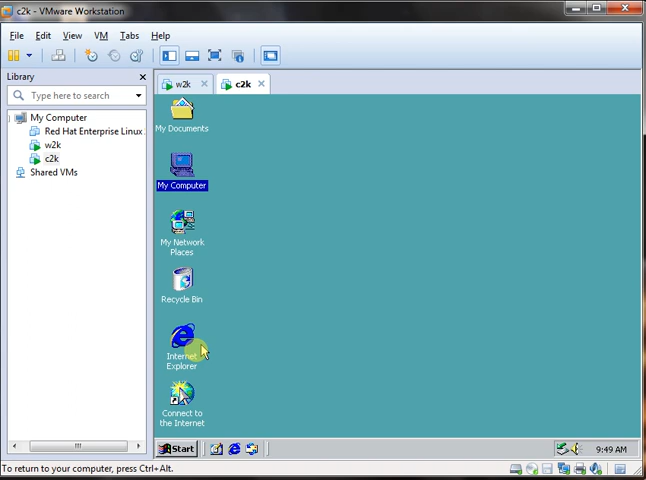 c2k - VMware Workstation
File Edit View VM Tabs Help
Library
Type here to search
My Computer
Red Hat Enterprise Linux
w2k
c2k
Shared VMs
w2k
c2k
My Documents
My Computer
My Network
Places
Recycle Bin
Internet
Explorer
Connect to
the Internet
Start
9:49 AM
To return to your computer, press Ctrl+Alt.